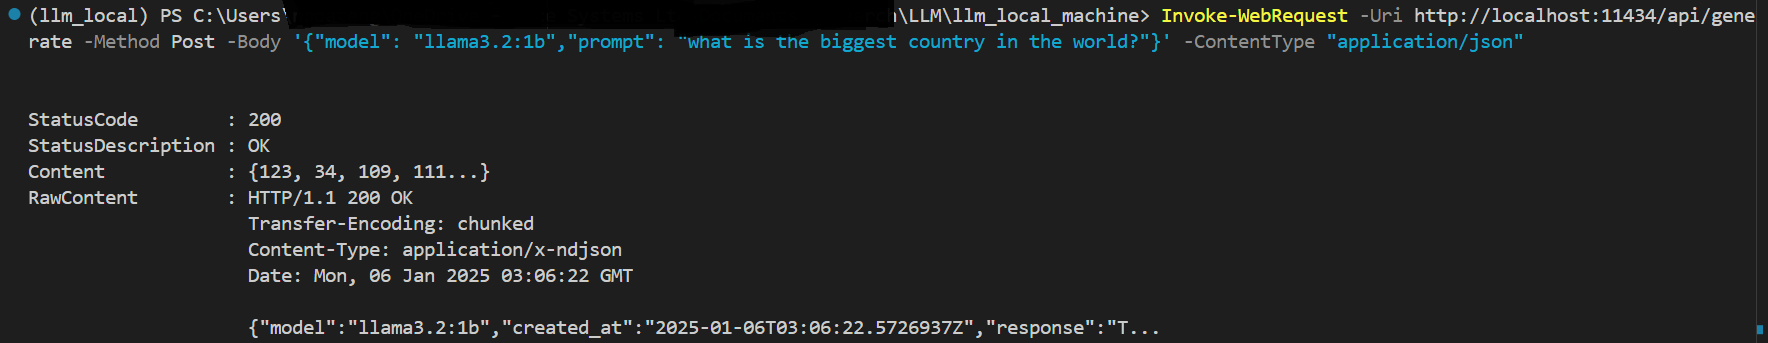 (llm_local) PS C:\Users\ \LLM\llm_local_machine> Invoke-WebRequest -Uri http://localhost:11434/api/gene
rate -Method Post -Body '{"model": "llama3.2:1b","prompt": "what is the biggest country in the world?"}' -ContentType "application/json"
StatusCode : 200
StatusDescription : OK
Content : {123, 34, 109, 111...}
RawContent : HTTP/1.1 200 OK
Transfer-Encoding: chunked
Content-Type: application/x-ndjson
Date: Mon, 06 Jan 2025 03:06:22 GMT
{"model":"llama3.2:1b","created_at":"2025-01-06T03:06:22.5726937Z","response":"T...